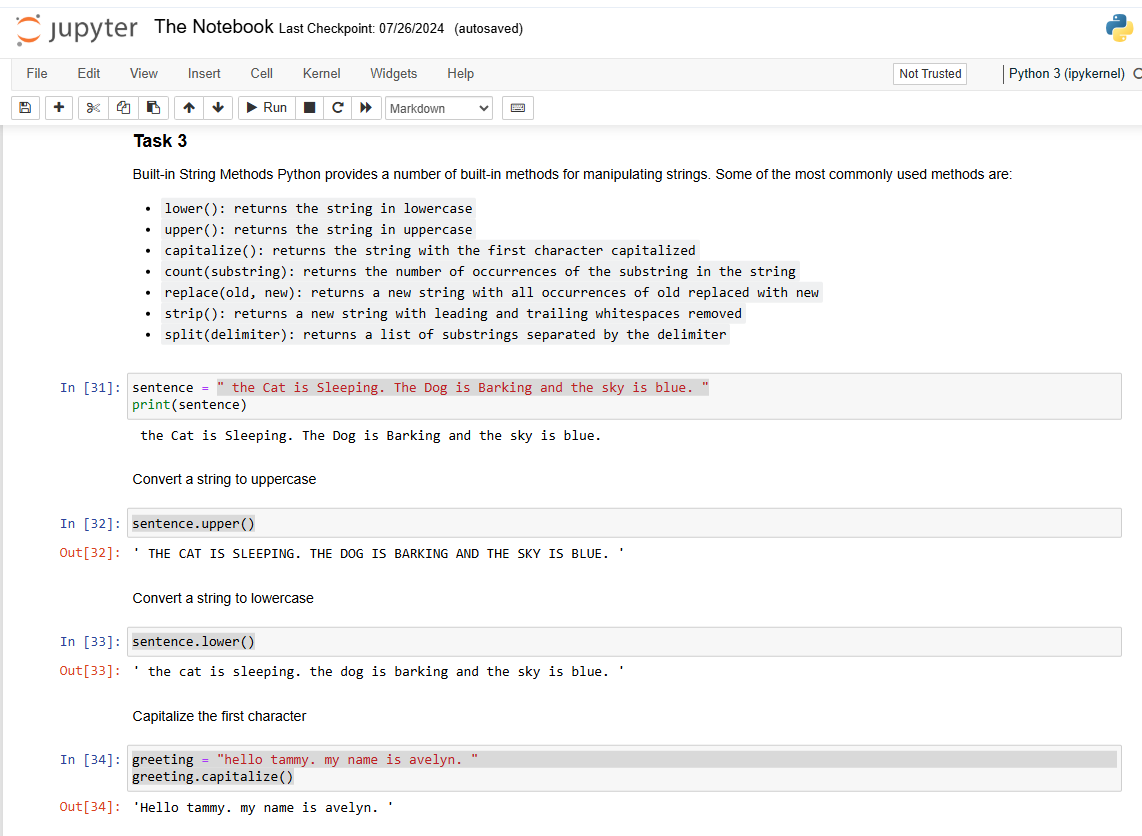 jupyter The Notebook Last Checkpoint: 07/26/2024 (autosaved)
File Edit View Insert Cell Kernel Widgets Help Not Trusted Python 3 (ipykernel)
Run Markdown
Task 3
Built-in String Methods Python provides a number of built-in methods for manipulating strings. Some of the most commonly used methods are:
• lower(): returns the string in lowercase
• upper(): returns the string in uppercase
• capitalize(): returns the string with the first character capitalized
• count(substring): returns the number of occurrences of the substring in the string
• replace(old, new): returns a new string with all occurrences of old replaced with new
• strip(): returns a new string with leading and trailing whitespaces removed
• split(delimiter): returns a list of substrings separated by the delimiter
In [31]: sentence = " the Cat is Sleeping. The Dog is Barking and the sky is blue. "
print(sentence)
the Cat is Sleeping. The Dog is Barking and the sky is blue.
Convert a string to uppercase
In [32]: sentence.upper()
Out[32]: ' THE CAT IS SLEEPING. THE DOG IS BARKING AND THE SKY IS BLUE. '
Convert a string to lowercase
In [33]: sentence.lower()
Out[33]: ' the cat is sleeping. the dog is barking and the sky is blue. '
Capitalize the first character
In [34]: greeting = "hello tammy. my name is avelyn. "
greeting.capitalize()
Out[34]: 'Hello tammy. my name is avelyn. '